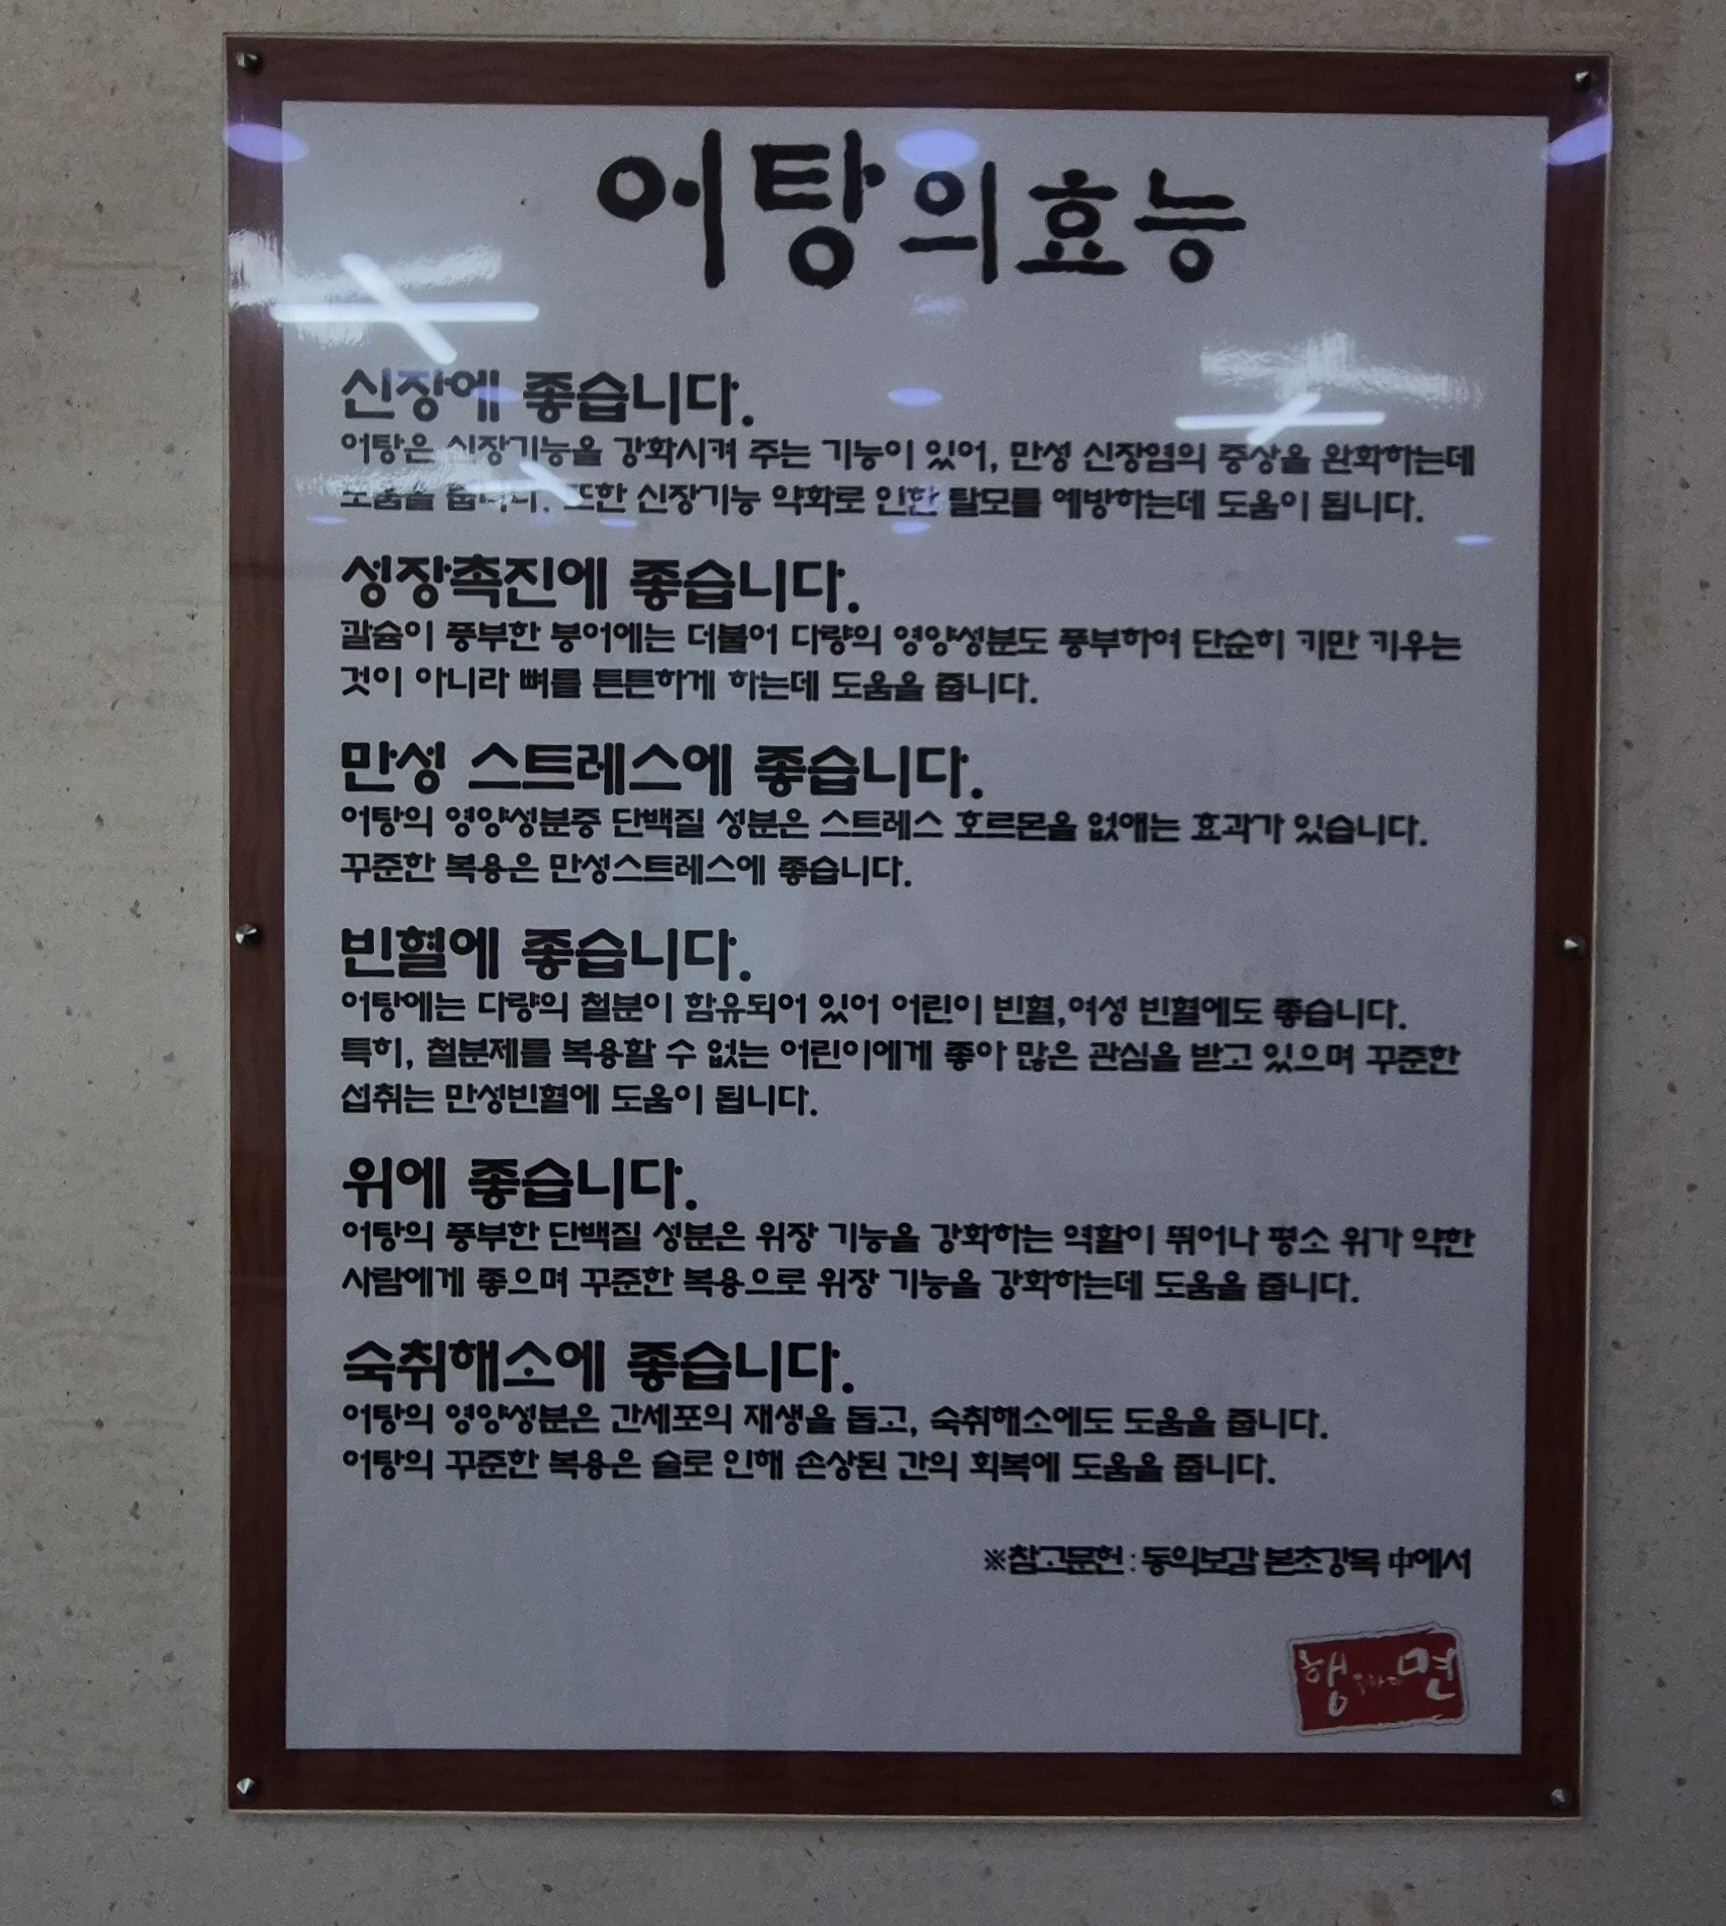 어탕의효능
신장에 좋습니다.
어탕은 신장기능을 강화시켜 주는 기능이 있어, 만성 신장염의 증상을 완화하는데
도움을 줍니다. 또한 신장기능 약화로 인한 탈모를 예방하는데 도움이 됩니다.
성장촉진에 좋습니다.
칼슘이 풍부한 붕어에는 더불어 다량의 영양성분도 풍부하여 단순히 키만 키우는
것이 아니라 뼈를 튼튼하게 하는데 도움을 줍니다.
만성 스트레스에 좋습니다.
어탕의 영양성분중 단백질 성분은 스트레스 호르몬을 없애는 효과가 있습니다.
꾸준한 복용은 만성스트레스에 좋습니다.
빈혈에 좋습니다.
어탕에는 다량의 철분이 함유되어 있어 어린이 빈혈,여성 빈혈에도 좋습니다.
특히, 철분제를 복용할 수 없는 어린이에게 좋아 많은 관심을 받고 있으며 꾸준한
섭취는 만성빈혈에 도움이 됩니다.
위에 좋습니다.
어탕의 풍부한 단백질 성분은 위장 기능을 강화하는 역활이 뛰어나 평소 위가 약한
사람에게 좋으며 꾸준한 복용으로 위장 기능을 강화하는데 도움을 줍니다.
숙취해소에 좋습니다.
어탕의 영양성분은 간세포의 재생을 돕고, 숙취해소에도 도움을 줍니다.
어탕의 꾸준한 복용은 술로 인해 손상된 간의 회복에 도움을 줍니다.
※참고문헌 : 동의보감 본초강목 中에서
행 면